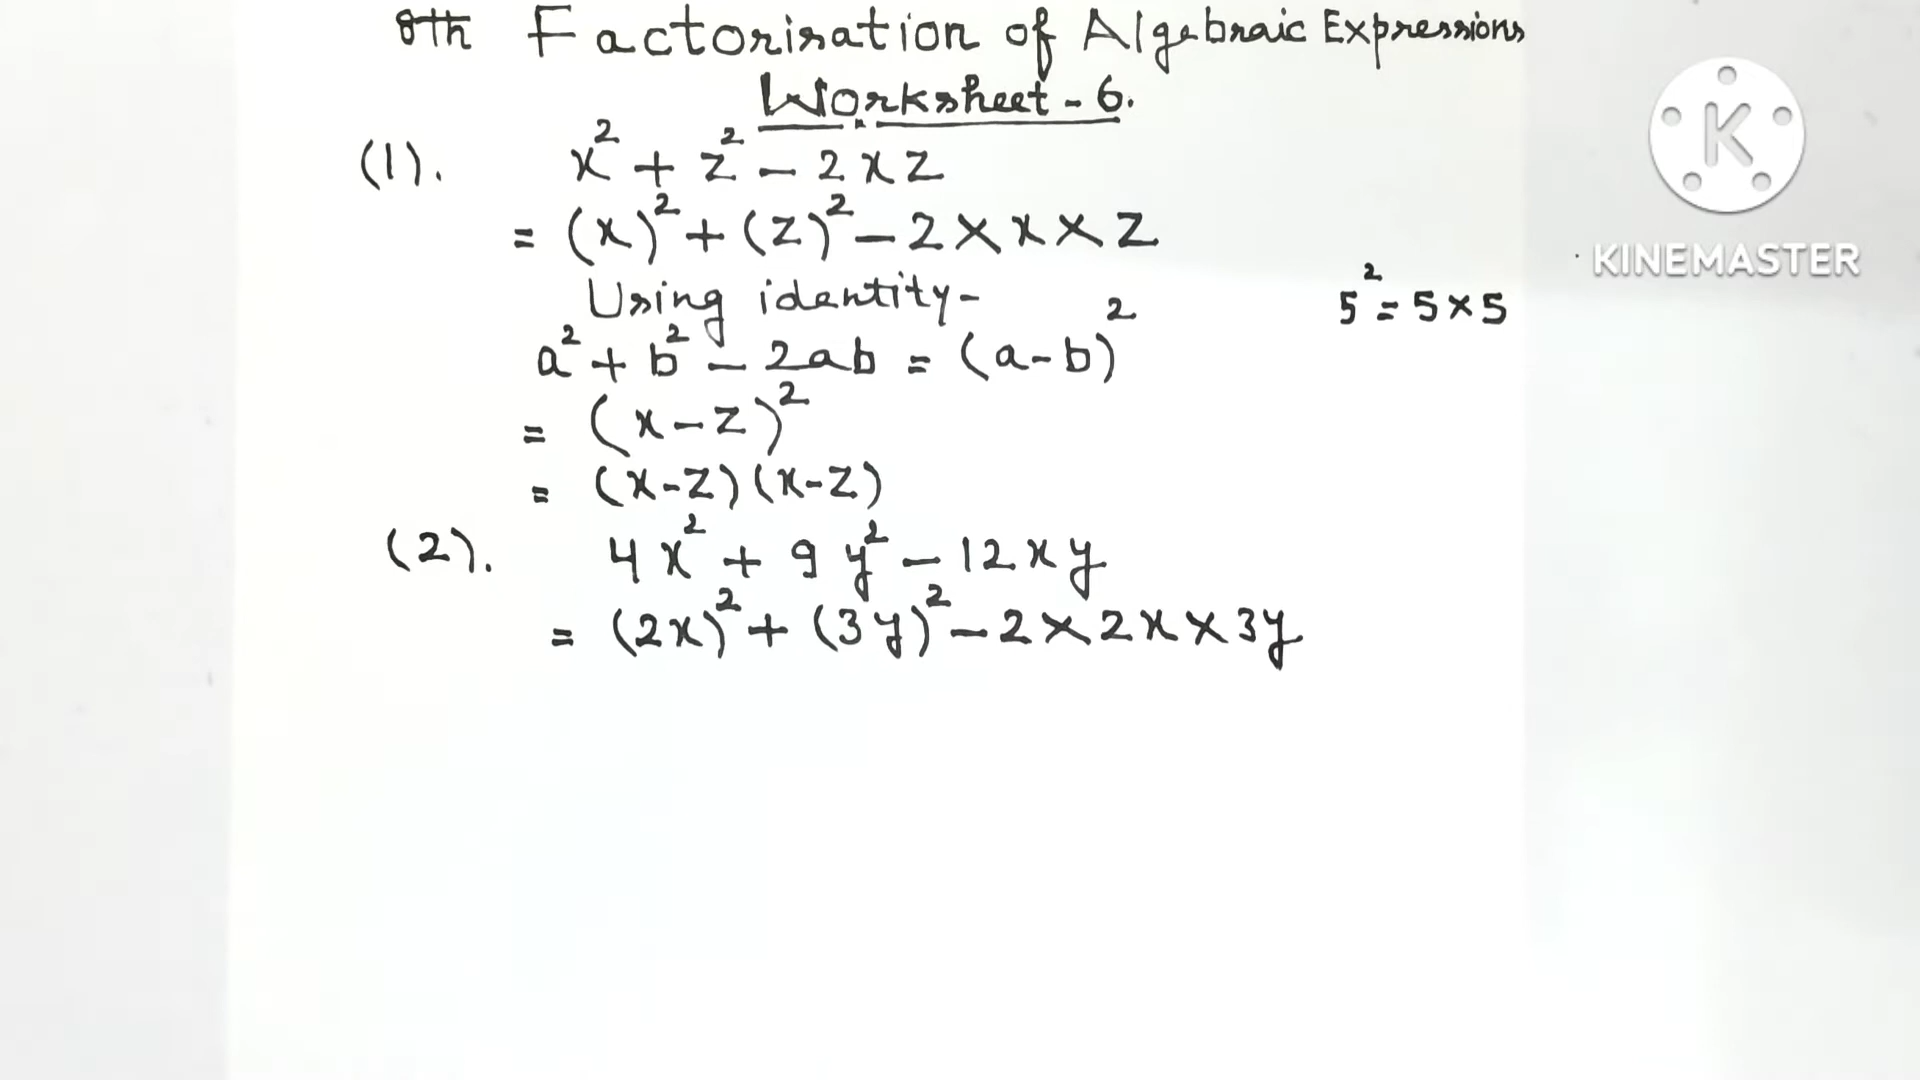 8th Factorisation of Algebraic Expressions
Worksheet - 6.
(1). x² + z² - 2xz
= (x)² + (z)² - 2 × x × z
KINEMASTER
Using identity-
5² = 5 × 5
a² + b² - 2ab = (a-b)²
= (x-z)²
= (x-z)(x-z)
(2). 4x² + 9y² - 12xy
= (2x)² + (3y)² - 2 × 2x × 3y